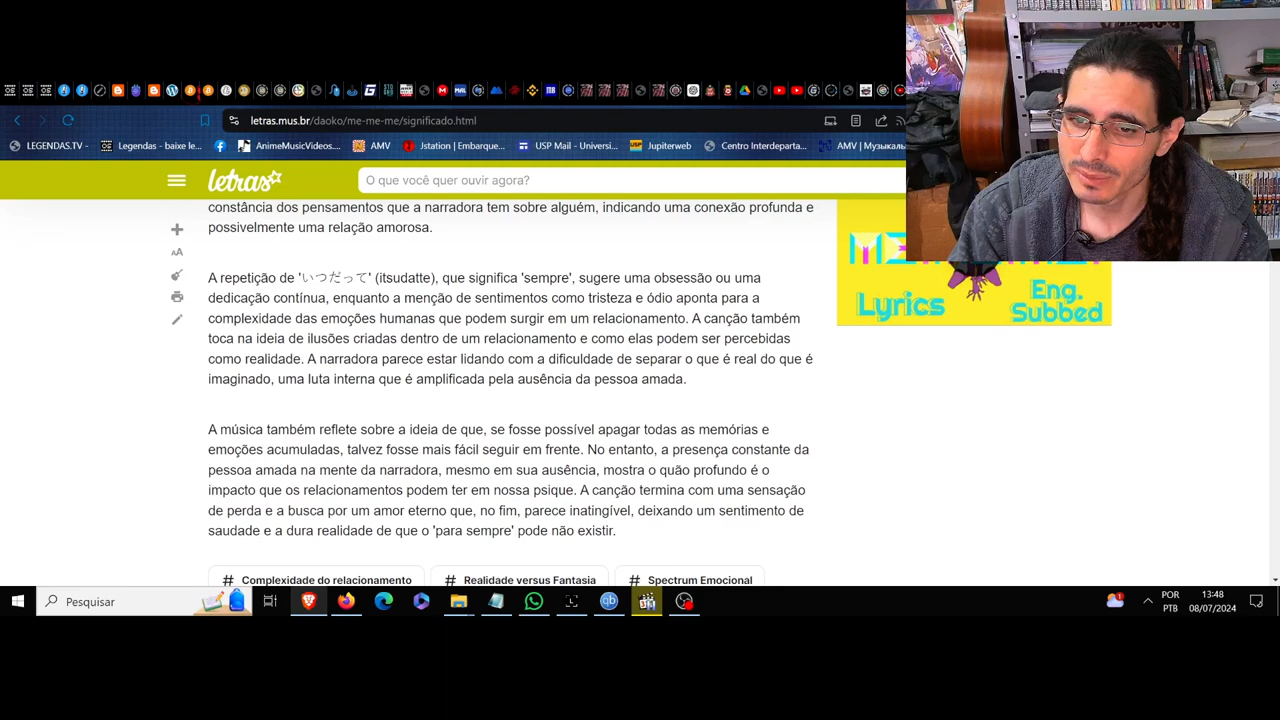 letras.mus.br/daoko/me-me-me/significado.html
LEGENDAS.TV -
Legendas - baixe le...
AnimeMusicVideos....
AMV
Jstation | Embarque...
USP Mail - Universi...
Jupiterweb
Centro Interdeparta...
AMV | Музыкаль
letras
O que você quer ouvir agora?
constância dos pensamentos que a narradora tem sobre alguém, indicando uma conexão profunda e
possivelmente uma relação amorosa.
AA
A repetição de 'いつだって' (itsudatte), que significa 'sempre', sugere uma obsessão ou uma
dedicação contínua, enquanto a menção de sentimentos como tristeza e ódio aponta para a
complexidade das emoções humanas que podem surgir em um relacionamento. A canção também
toca na ideia de ilusões criadas dentro de um relacionamento e como elas podem ser percebidas
como realidade. A narradora parece estar lidando com a dificuldade de separar o que é real do que é
imaginado, uma luta interna que é amplificada pela ausência da pessoa amada.
Lyrics
Eng.
Subbed
A música também reflete sobre a ideia de que, se fosse possível apagar todas as memórias e
emoções acumuladas, talvez fosse mais fácil seguir em frente. No entanto, a presença constante da
pessoa amada na mente da narradora, mesmo em sua ausência, mostra o quão profundo é o
impacto que os relacionamentos podem ter em nossa psique. A canção termina com uma sensação
de perda e a busca por um amor eterno que, no fim, parece inatingível, deixando um sentimento de
saudade e a dura realidade de que o 'para sempre' pode não existir.
# Complexidade do relacionamento
# Realidade versus Fantasia
# Spectrum Emocional
Pesquisar
POR
PTB
13:48
08/07/2024